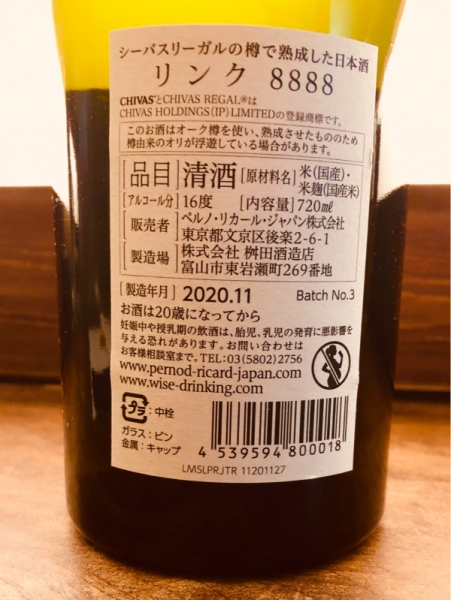 シーバスリーガルの樽で熟成した日本酒
リンク 8888
CHIVAS®とCHIVAS REGAL®は
CHIVAS HOLDINGS(IP) LIMITEDの登録商標です。
このお酒はオーク樽を使い、熟成させたもののため
樽由来のオリが浮遊している場合があります。
品目 清酒 原材料名 米(国産)・
米麹(国産米)
アルコール分 16度 内容量 720㎖
販売者 ペルノ・リカール・ジャパン株式会社
東京都文京区後楽2-6-1
製造場 株式会社 桝田酒造店
富山市東岩瀬町269番地
製造年月 2020.11 Batch No.3
お酒は20歳になってから
妊娠中や授乳期の飲酒は、胎児、乳児の発育に悪影響を
与える恐れがあります。お問い合わせは
お客様相談室まで。TEL:03(5802)2756
www.pernod-ricard-japan.com
www.wise-drinking.com
プラ:中栓
ガラス:ビン
金属:キャップ
4 539594 800018
LMSLPRJTR 11201127